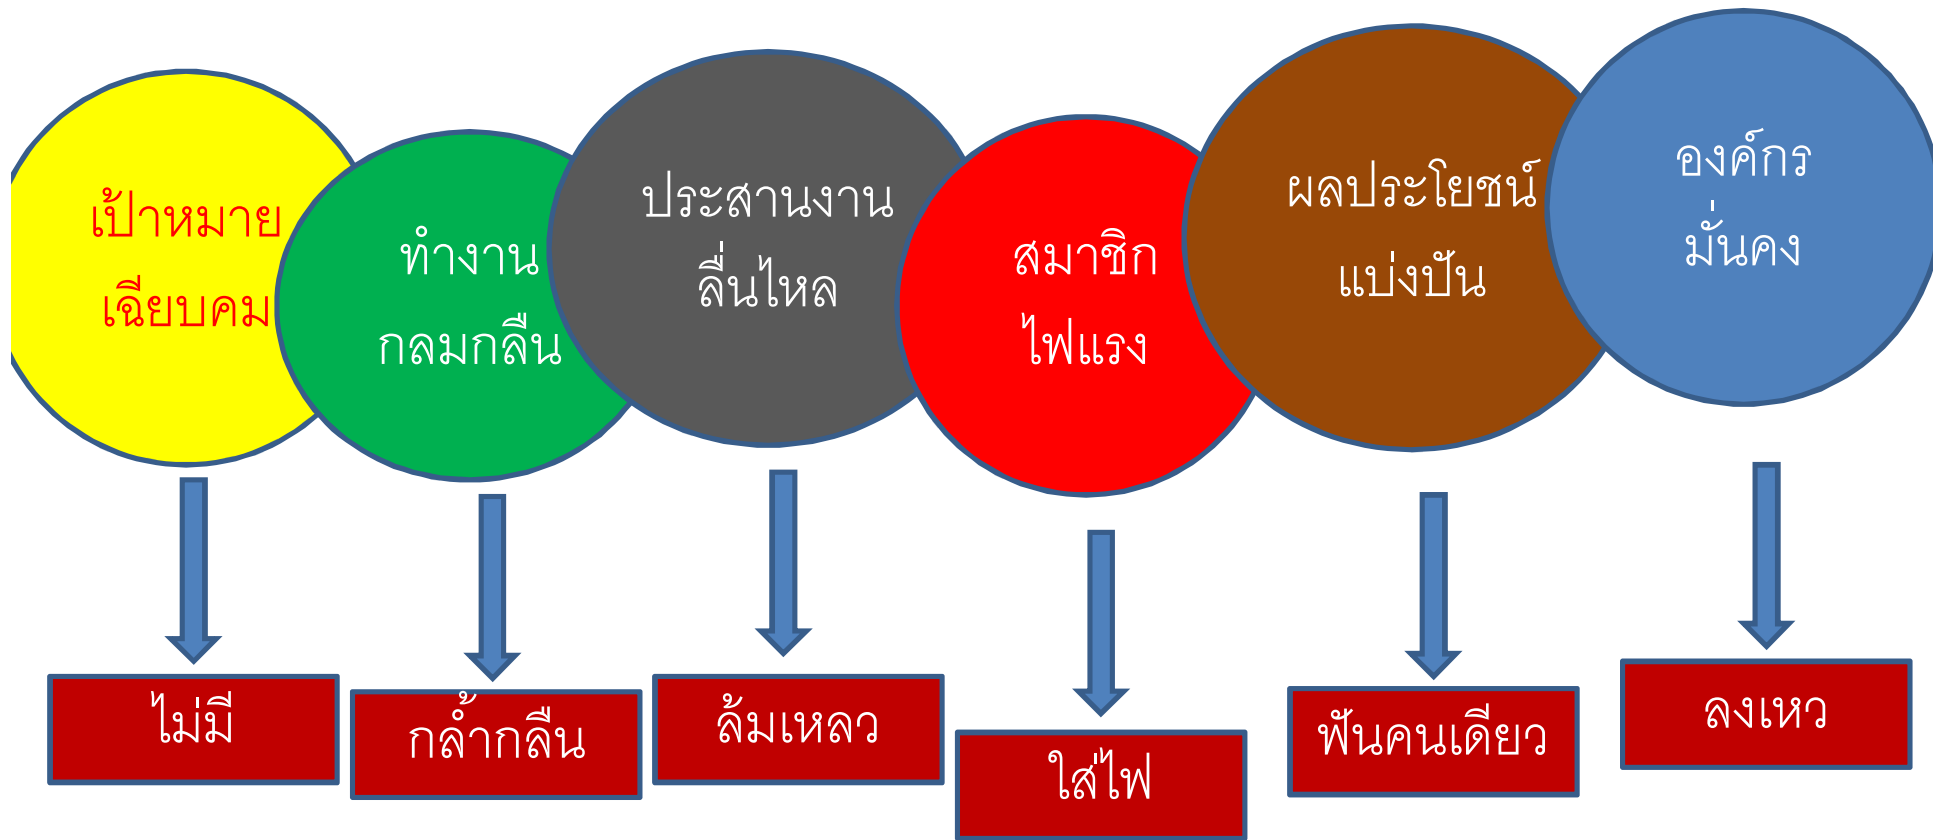 เป้าหมาย
เฉียบคม
ทำงาน
กลมกลืน
ประสานงาน
ลื่นไหล
สมาชิก
ไฟแรง
ผลประโยชน์
แบ่งปัน
องค์กร
มั่นคง
ไม่มี
กล้ำกลืน
ล้มเหลว
ใส่ไฟ
ฟันคนเดียว
ลงเหว